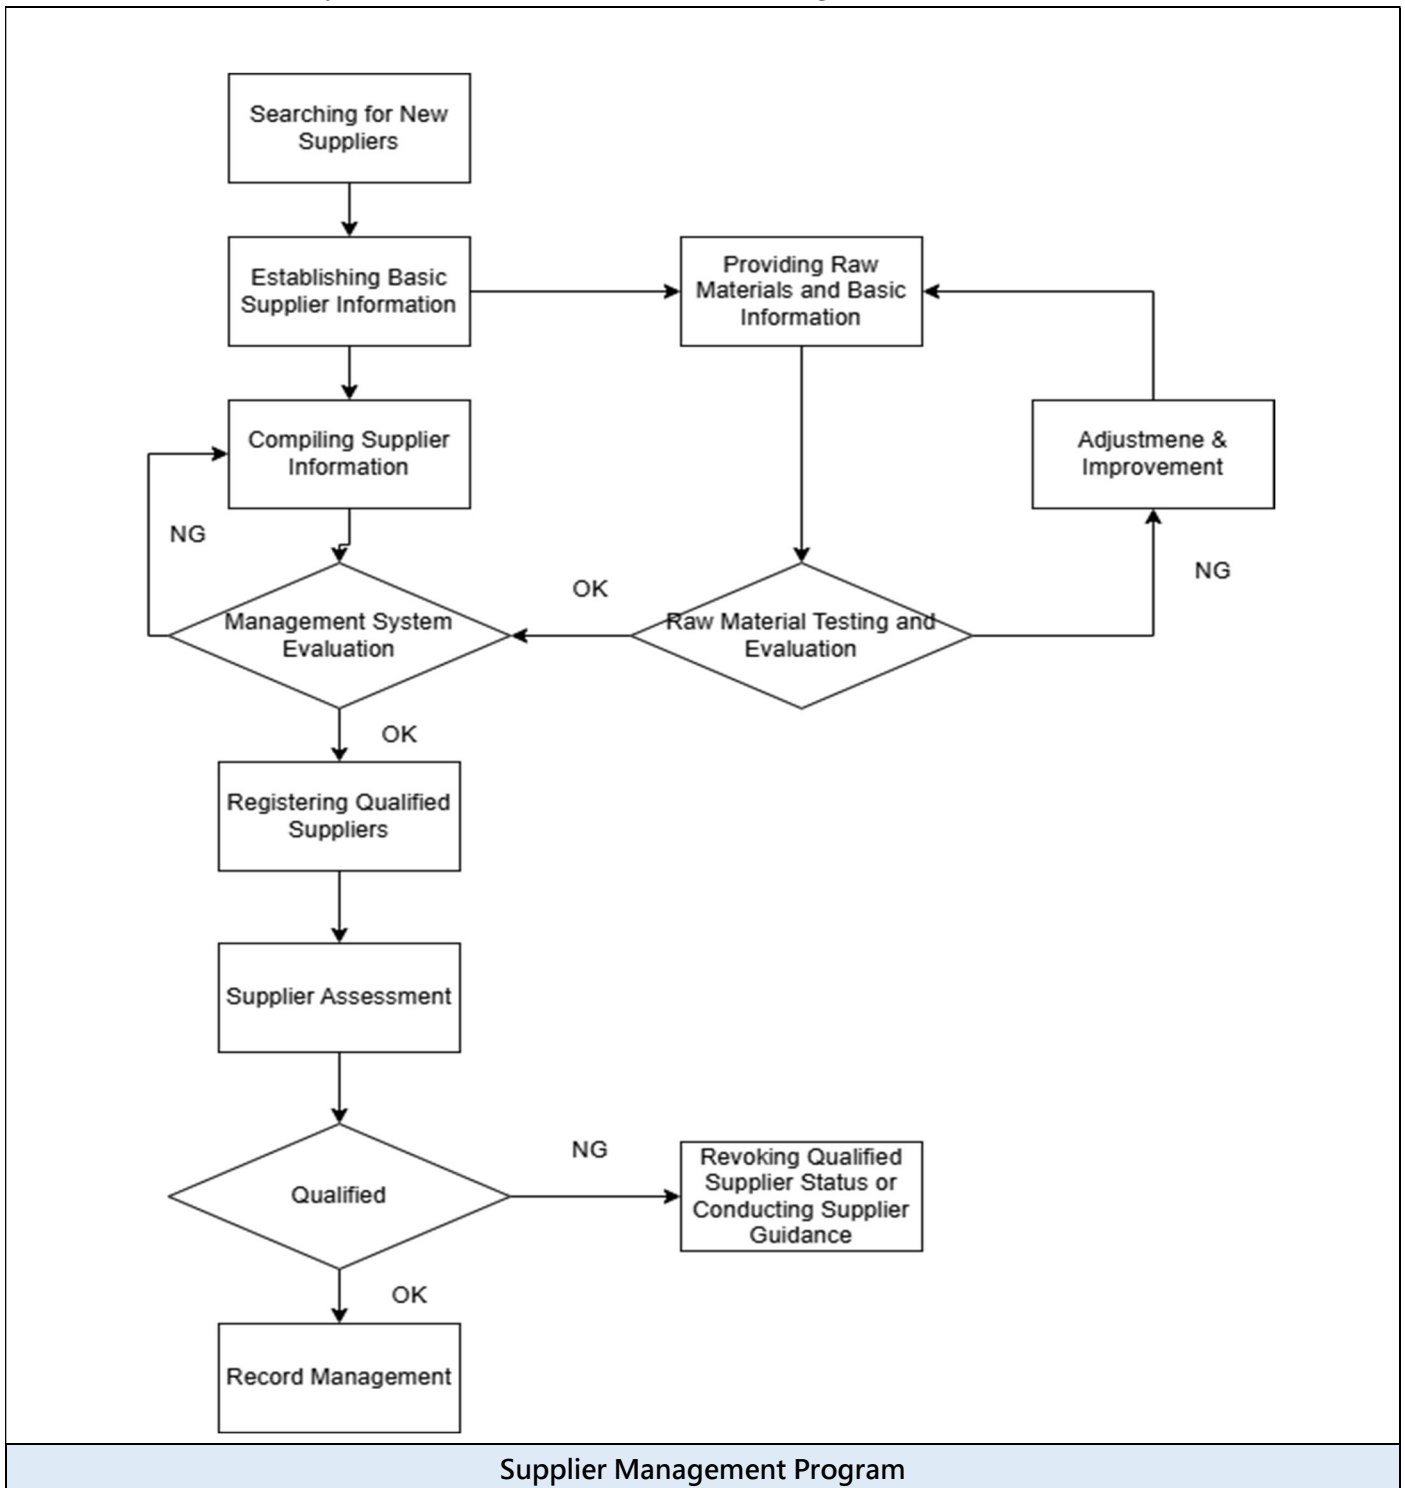 Searching for New
Suppliers
Establishing Basic
Supplier Information
Providing Raw
Materials and Basic
Information
Compiling Supplier
Information
Adjustmene &
Improvement
NG
OK
NG
Management System
Evaluation
Raw Material Testing and
Evaluation
OK
Registering Qualified
Suppliers
Supplier Assessment
NG
Qualified
Revoking Qualified
Supplier Status or
Conducting Supplier
Guidance
OK
Record Management
Supplier Management Program